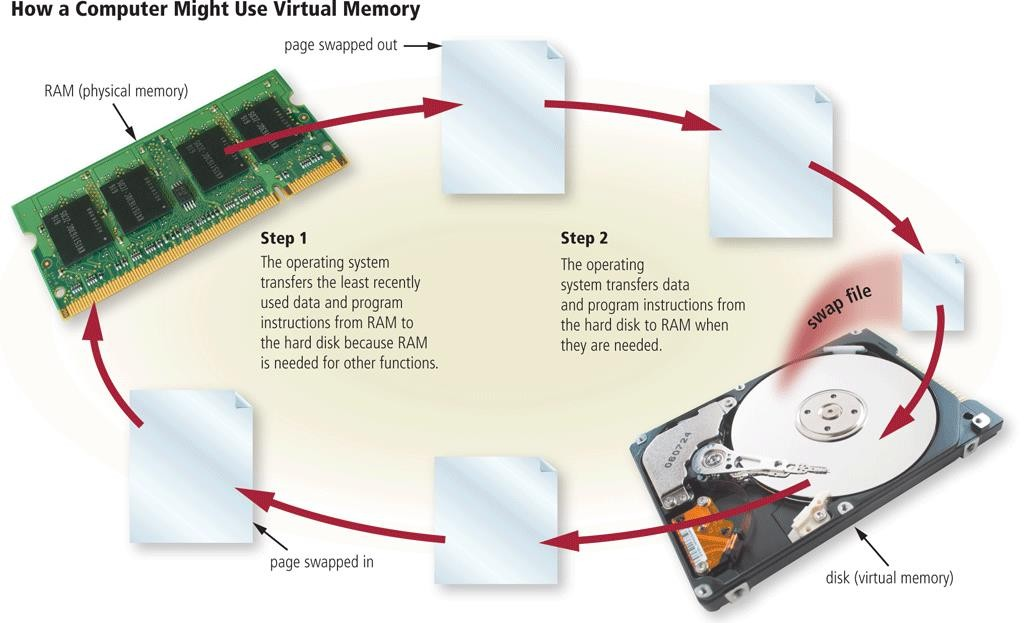 How a Computer Might Use Virtual Memory
page swapped out
RAM (physical memory)
Step 1
The operating system
transfers the least recently
used data and program
instructions from RAM to
the hard disk because RAM
is needed for other functions.
Step 2
The operating
system transfers data
and program instructions from
the hard disk to RAM when
they are needed.
swap file
080724
page swapped in
disk (virtual memory)